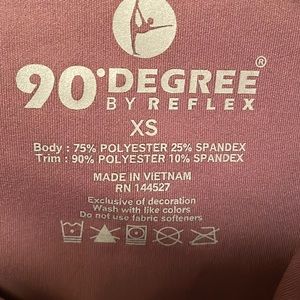 90°DEGREE®
BY REFLEX
XS
Body : 75% POLYESTER 25% SPANDEX
Trim : 90% POLYESTER 10% SPANDEX
MADE IN VIETNAM
RN 144527
Exclusive of decoration
Wash with like colors
Do not use fabric softeners